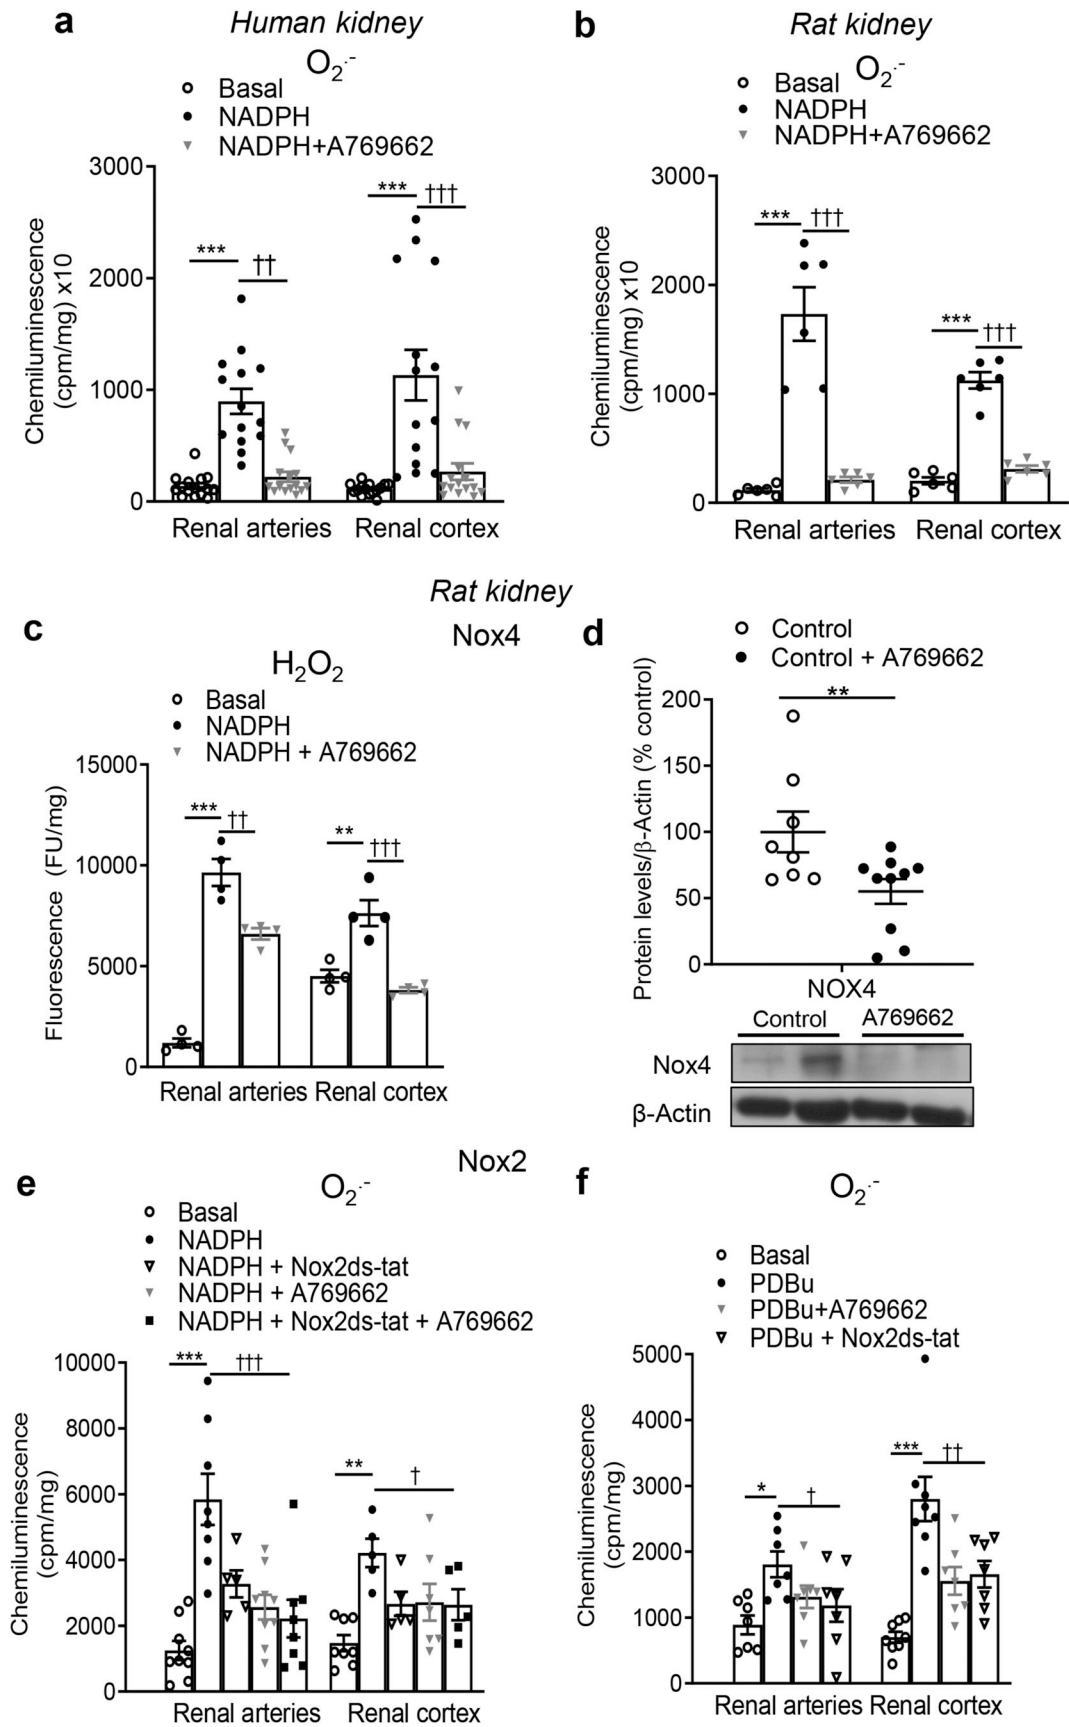 a
Human kidney
O₂·-
Basal
NADPH
NADPH+A769662
Chemiluminescence
(cpm/mg) x10
3000
2000
1000
0
***
††
***
†††
Renal arteries
Renal cortex
b
Rat kidney
O₂·-
Basal
NADPH
NADPH+A769662
Chemiluminescence
(cpm/mg) x10
3000
2000
1000
0
***
†††
***
†††
Renal arteries
Renal cortex
Rat kidney
c
Nox4
H₂O₂
Basal
NADPH
NADPH + A769662
Fluorescence (FU/mg)
15000
10000
5000
0
***
††
**
†††
Renal arteries
Renal cortex
d
Control
Control + A769662
Protein levels/β-Actin (% control)
200
150
100
50
0
**
NOX4
Control
A769662
Nox4
β-Actin
Nox2
e
O₂·-
Basal
NADPH
NADPH + Nox2ds-tat
NADPH + A769662
NADPH + Nox2ds-tat + A769662
Chemiluminescence
(cpm/mg)
10000
8000
6000
4000
2000
0
***
†††
**
†
Renal arteries
Renal cortex
f
O₂·-
Basal
PDBu
PDBu+A769662
PDBu + Nox2ds-tat
Chemiluminescence
(cpm/mg)
5000
4000
3000
2000
1000
0
*
†
***
††
Renal arteries
Renal cortex